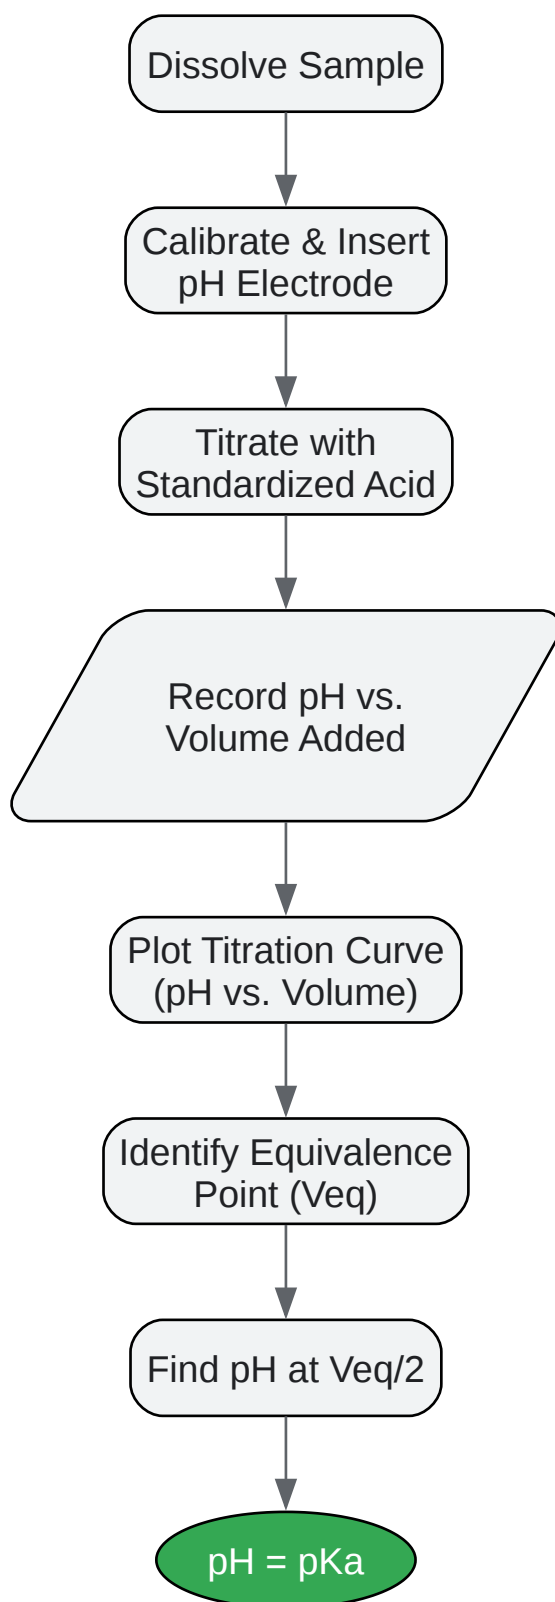 Dissolve Sample
Calibrate & Insert
pH Electrode
Titrate with
Standardized Acid
Record pH vs.
Volume Added
Plot Titration Curve
(pH vs. Volume)
Identify Equivalence
Point (Veq)
Find pH at Veq/2
pH = pKa